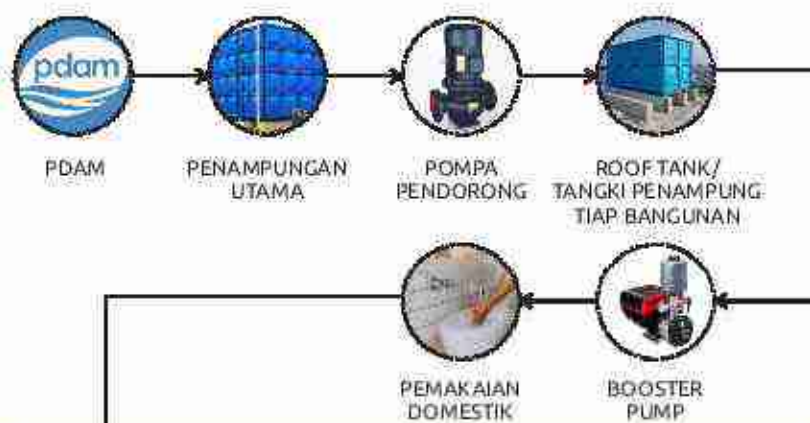 pdam
PDAM
PENAMPUNGAN
UTAMA
POMPA
PENDORONG
ROOF TANK/
TANGKI PENAMPUNG
TIAP BANGUNAN
PEMAKAIAN
DOMESTIK
BOOSTER
PUMP